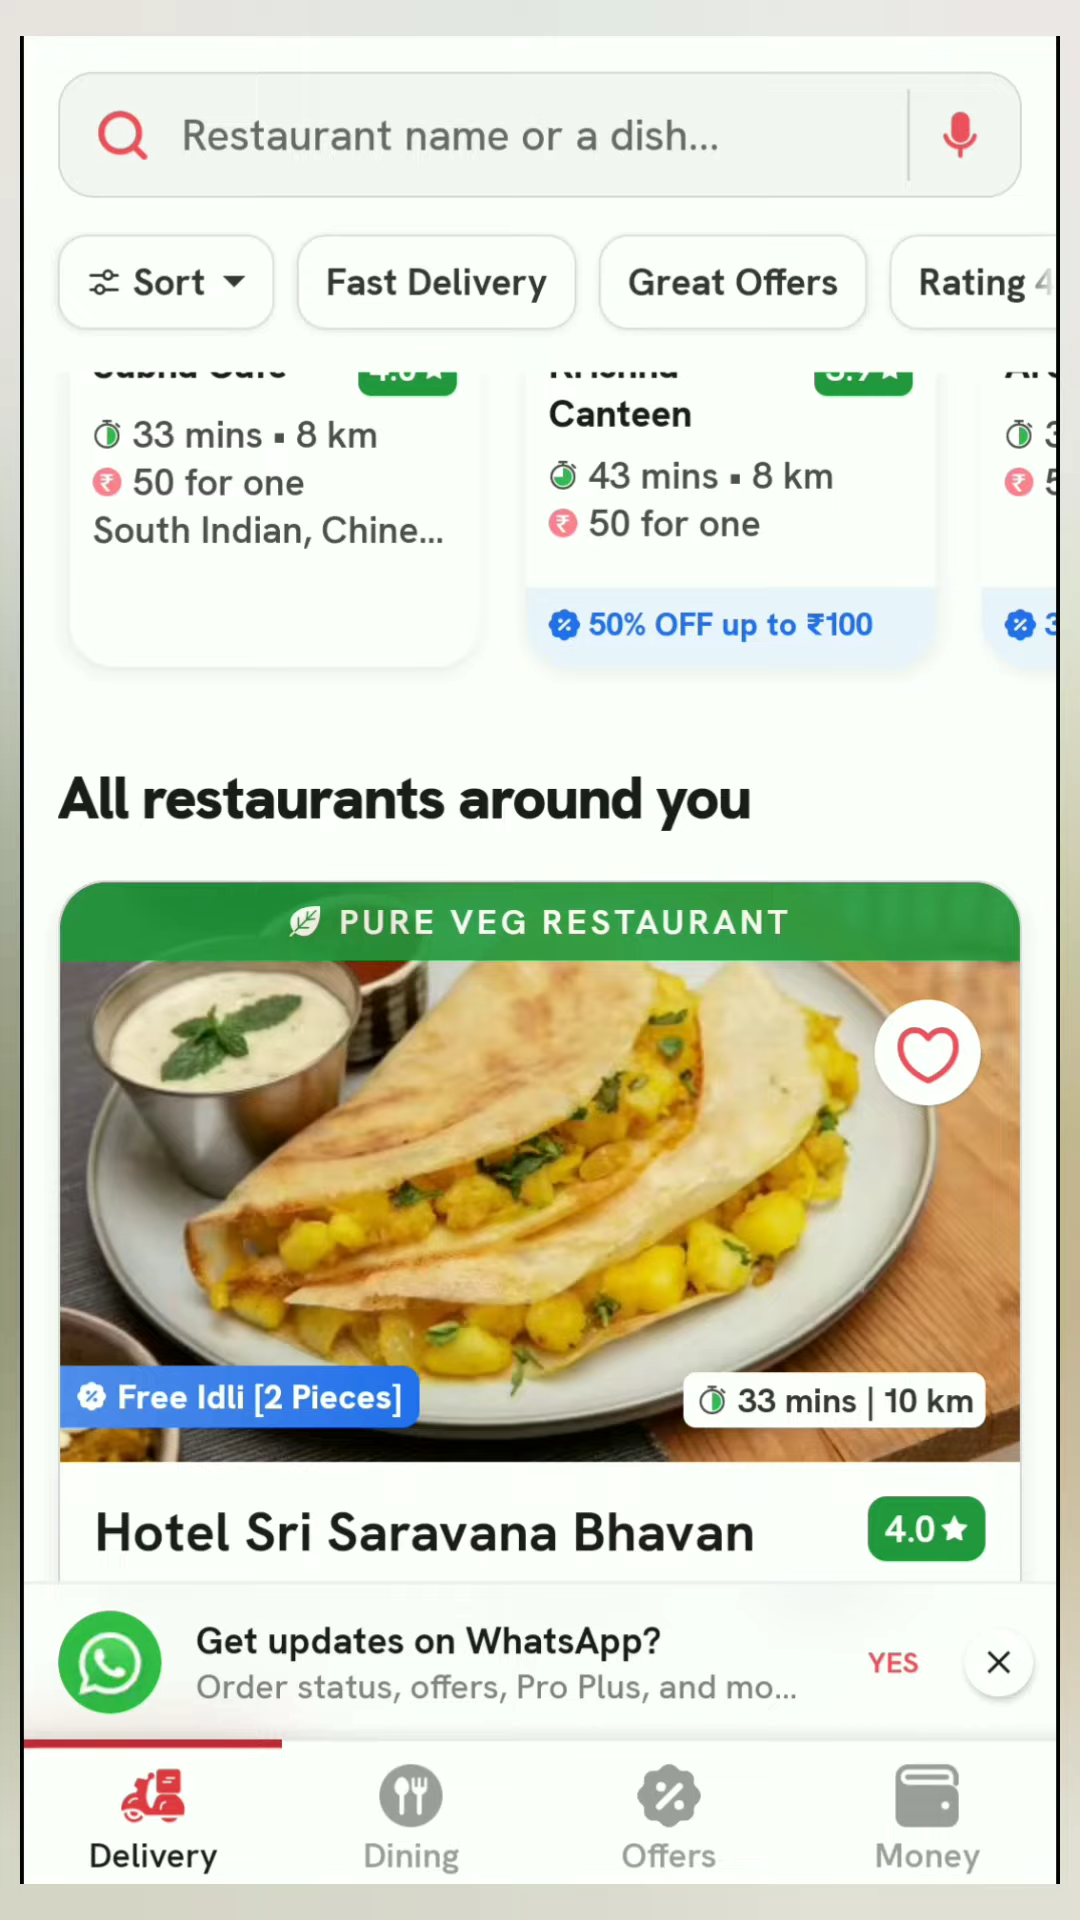 Restaurant name or a dish...
Sort
Fast Delivery
Great Offers
Rating 4
Canteen
33 mins ▪ 8 km
₹ 50 for one
South Indian, Chine...
43 mins ▪ 8 km
₹ 50 for one
50% OFF up to ₹100
All restaurants around you
PURE VEG RESTAURANT
Free Idli [2 Pieces]
33 mins | 10 km
Hotel Sri Saravana Bhavan
4.0★
Get updates on WhatsApp?
Order status, offers, Pro Plus, and mo...
YES
Delivery
Dining
Offers
Money